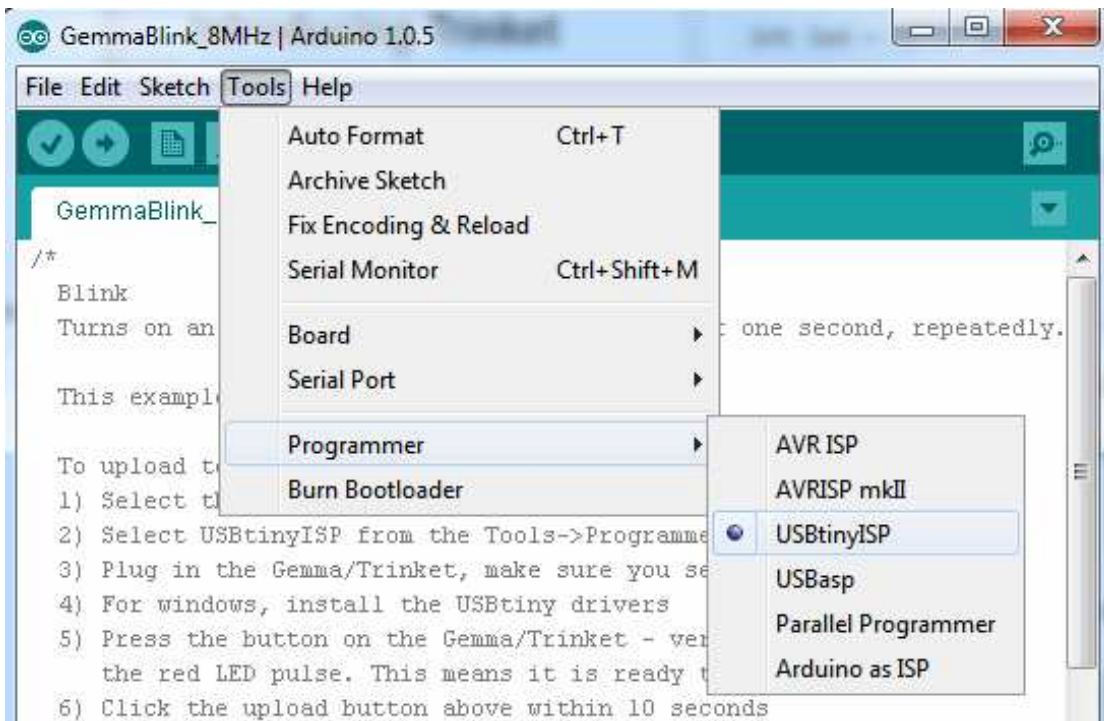 GemmaBlink_8MHz | Arduino 1.0.5
File Edit Sketch Tools Help
Auto Format Ctrl+T
Archive Sketch
Fix Encoding & Reload
Serial Monitor Ctrl+Shift+M
Board
Serial Port
Programmer
Burn Bootloader
AVR ISP
AVRISP mkII
USBtinyISP
USBasp
Parallel Programmer
Arduino as ISP
GemmaBlink_
/*
Blink
Turns on an one second, repeatedly.
This exampl
To upload t
1) Select t
2) Select USBtinyISP from the Tools->Programme
3) Plug in the Gemma/Trinket, make sure you se
4) For windows, install the USBtiny drivers
5) Press the button on the Gemma/Trinket - ver
the red LED pulse. This means it is ready t
6) Click the upload button above within 10 seconds